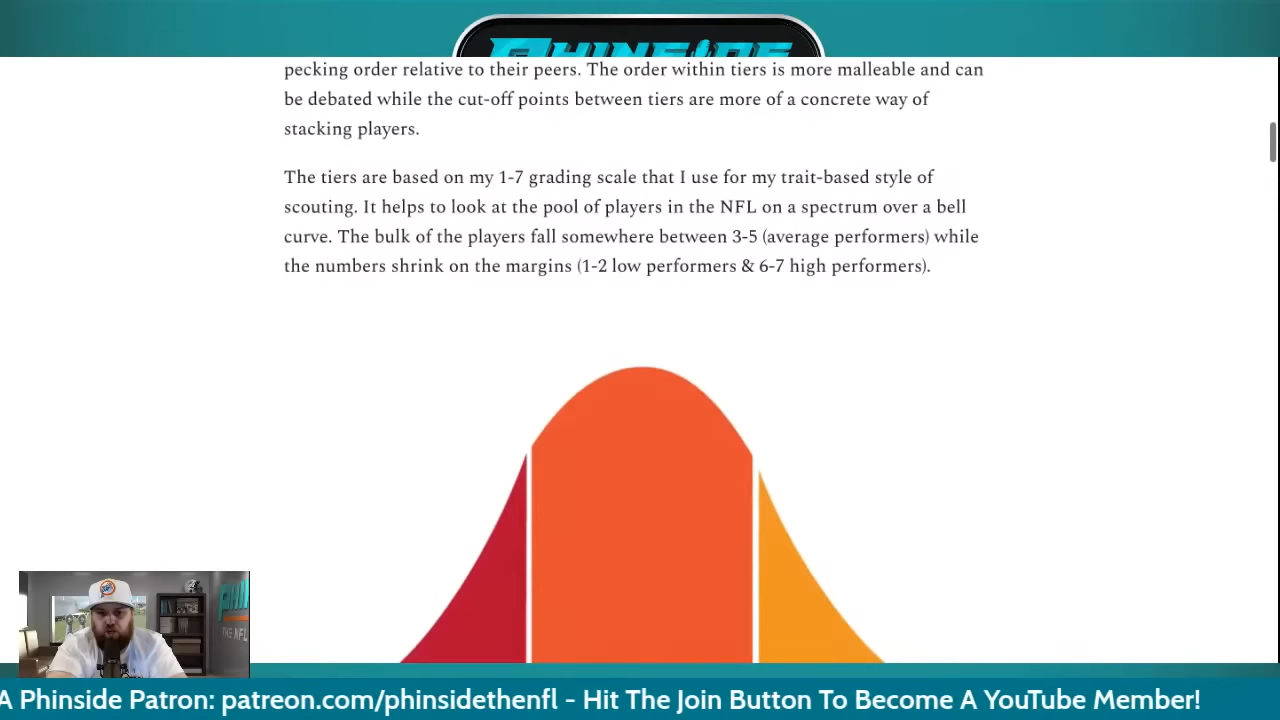 PHINSIDE
pecking order relative to their peers. The order within tiers is more malleable and can
be debated while the cut-off points between tiers are more of a concrete way of
stacking players.
The tiers are based on my 1-7 grading scale that I use for my trait-based style of
scouting. It helps to look at the pool of players in the NFL on a spectrum over a bell
curve. The bulk of the players fall somewhere between 3-5 (average performers) while
the numbers shrink on the margins (1-2 low performers & 6-7 high performers).
THE NFL
A Phinside Patron: patreon.com/phinsidethenfl - Hit The Join Button To Become A YouTube Member!